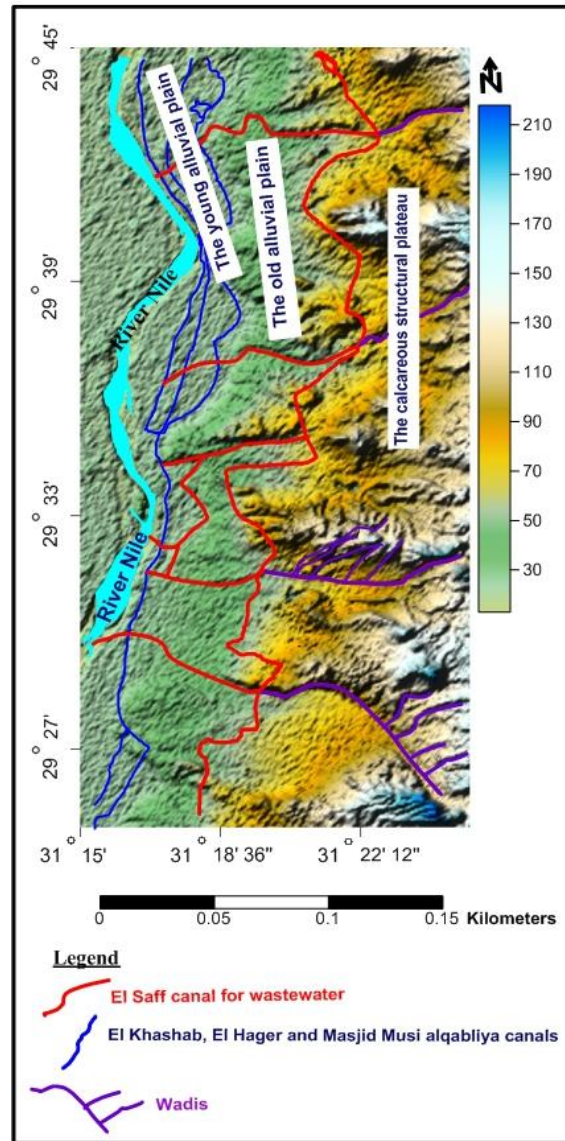 29° 45'
29° 39'
29° 33'
29° 27'
The young alluvial plain
The old alluvial plain
The calcareous structural plateau
River Nile
River Nile
N
210
190
170
150
130
110
90
70
50
30
31° 15' 31° 18' 36" 31° 22' 12"
0 0.05 0.1 0.15 Kilometers
Legend
El Saff canal for wastewater
El Khashab, El Hager and Masjid Musi alqabliya canals
Wadis